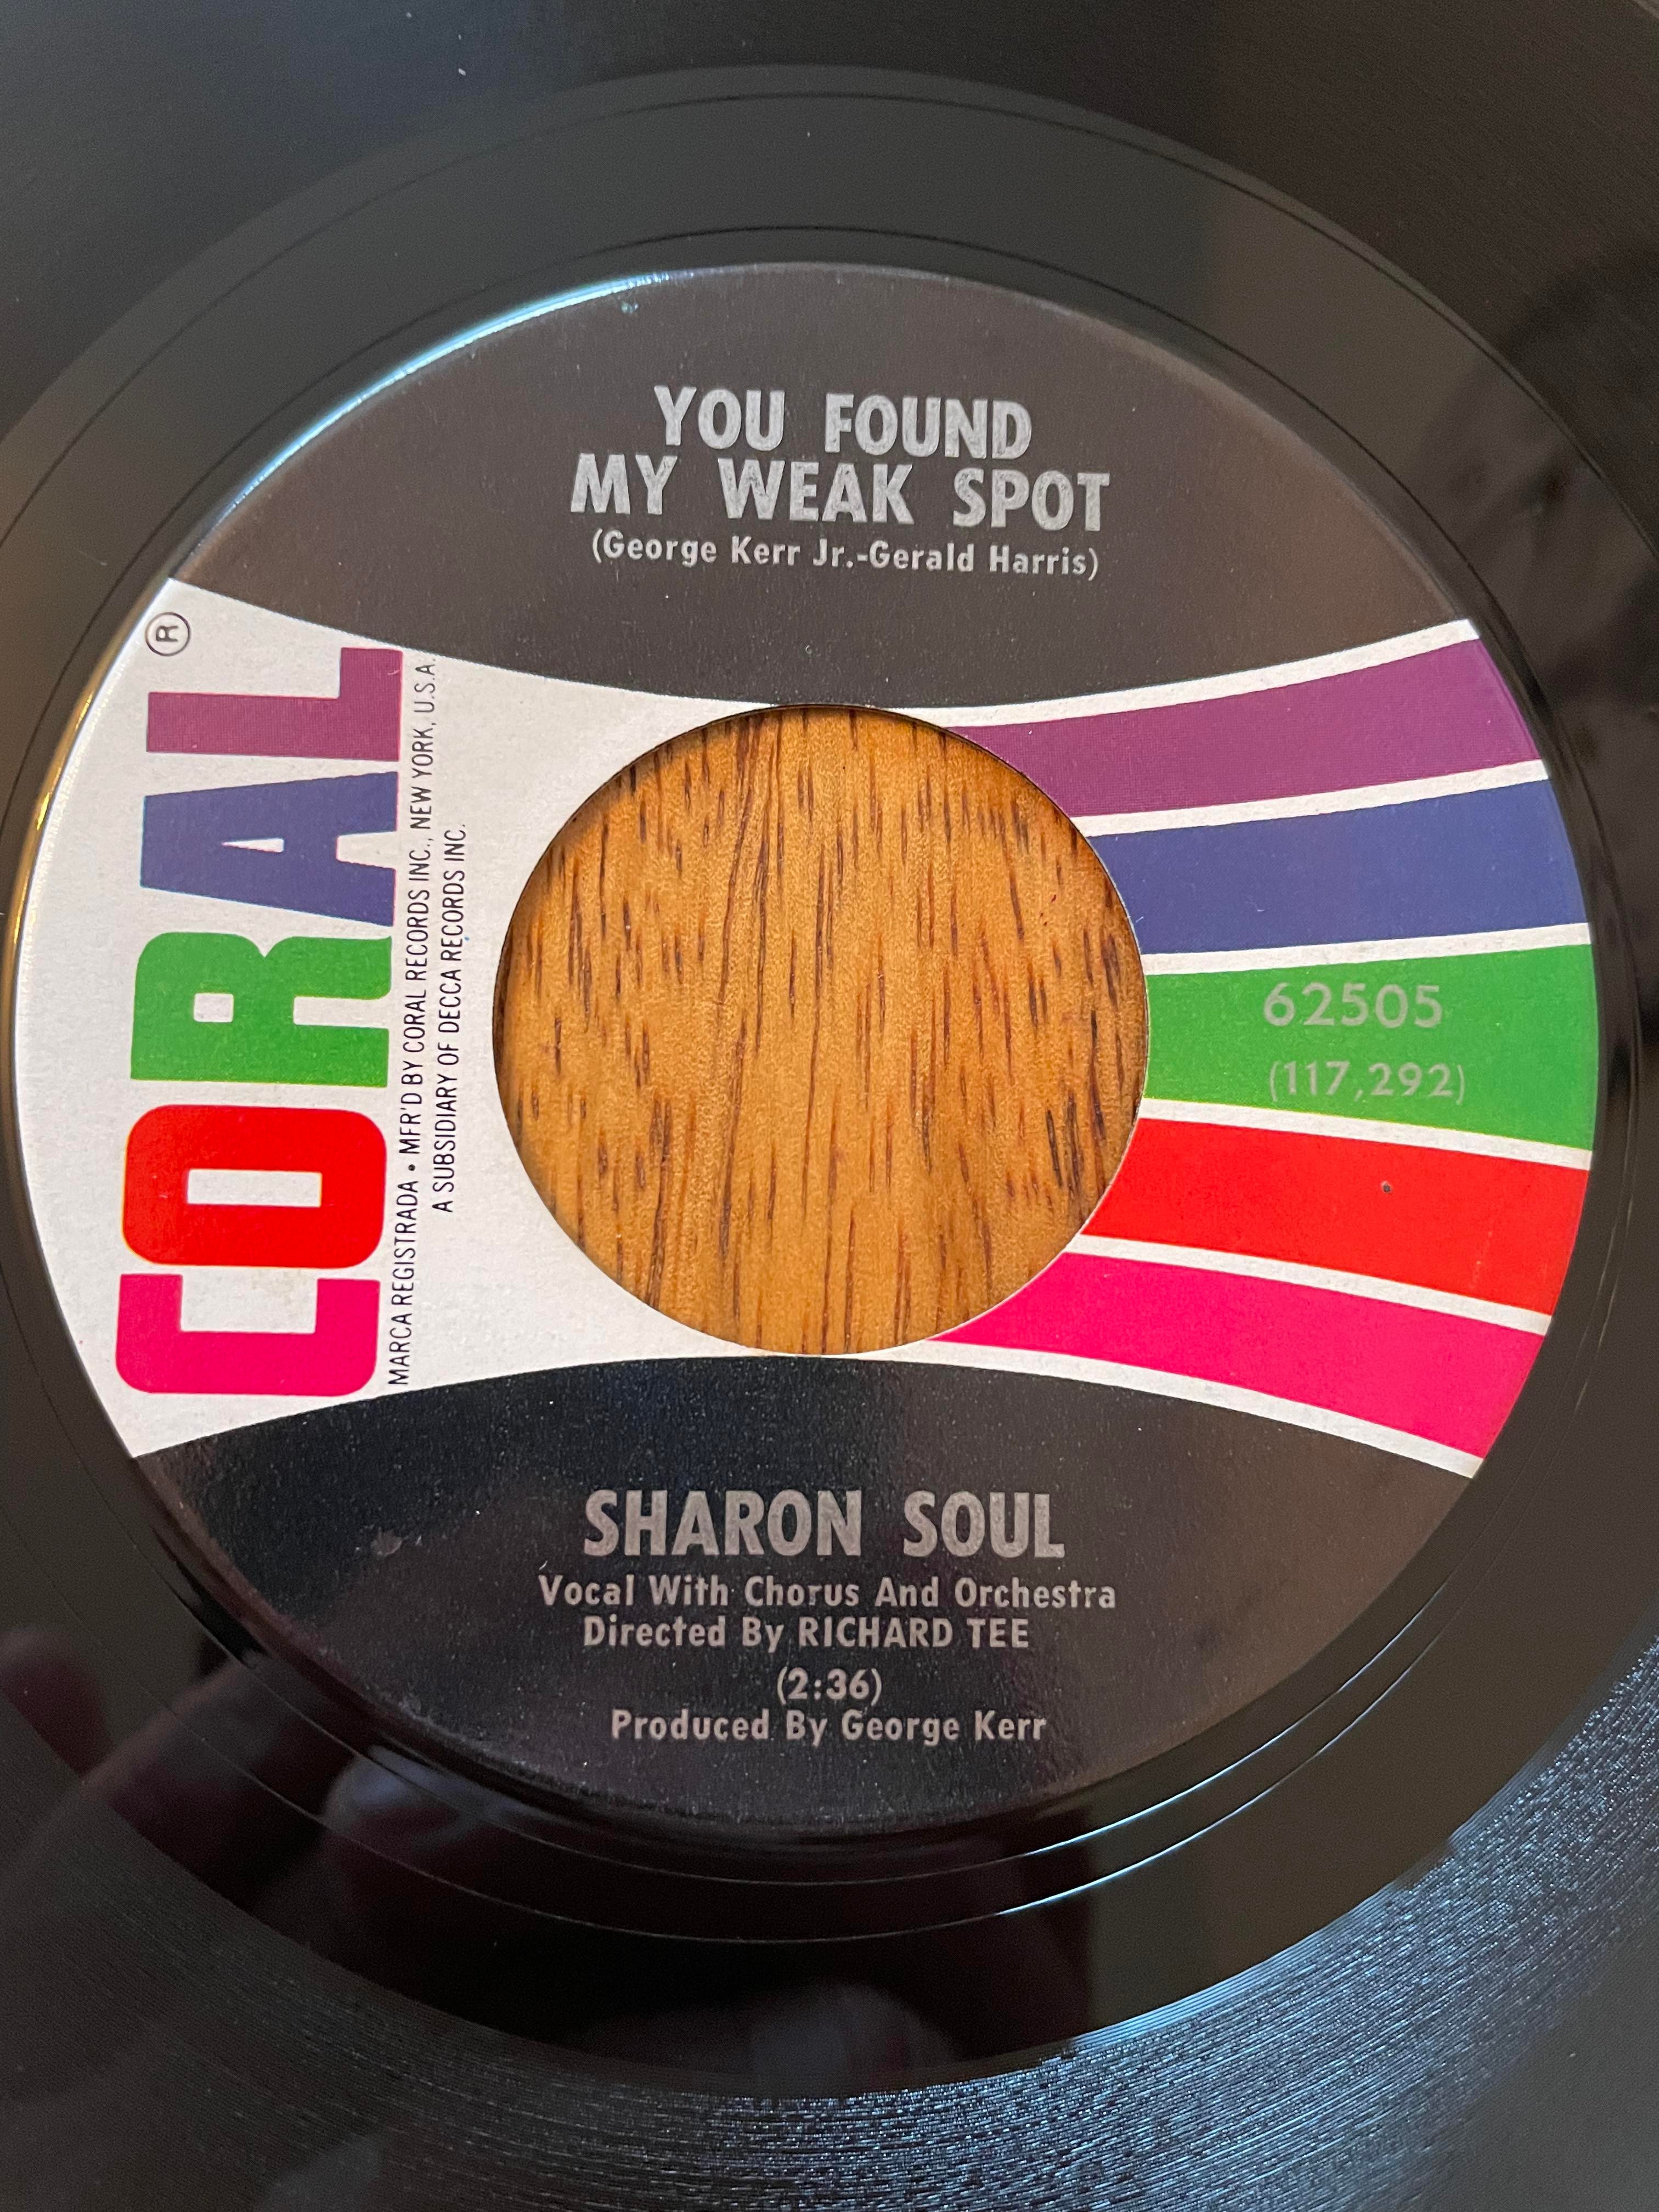 YOU FOUND
MY WEAK SPOT
(George Kerr Jr.-Gerald Harris)
CORAL®
MARCA REGISTRADA • MFR'D BY CORAL RECORDS INC., NEW YORK, U.S.A.
A SUBSIDIARY OF DECCA RECORDS INC.
62505
(117,292)
SHARON SOUL
Vocal With Chorus And Orchestra
Directed By RICHARD TEE
(2:36)
Produced By George Kerr